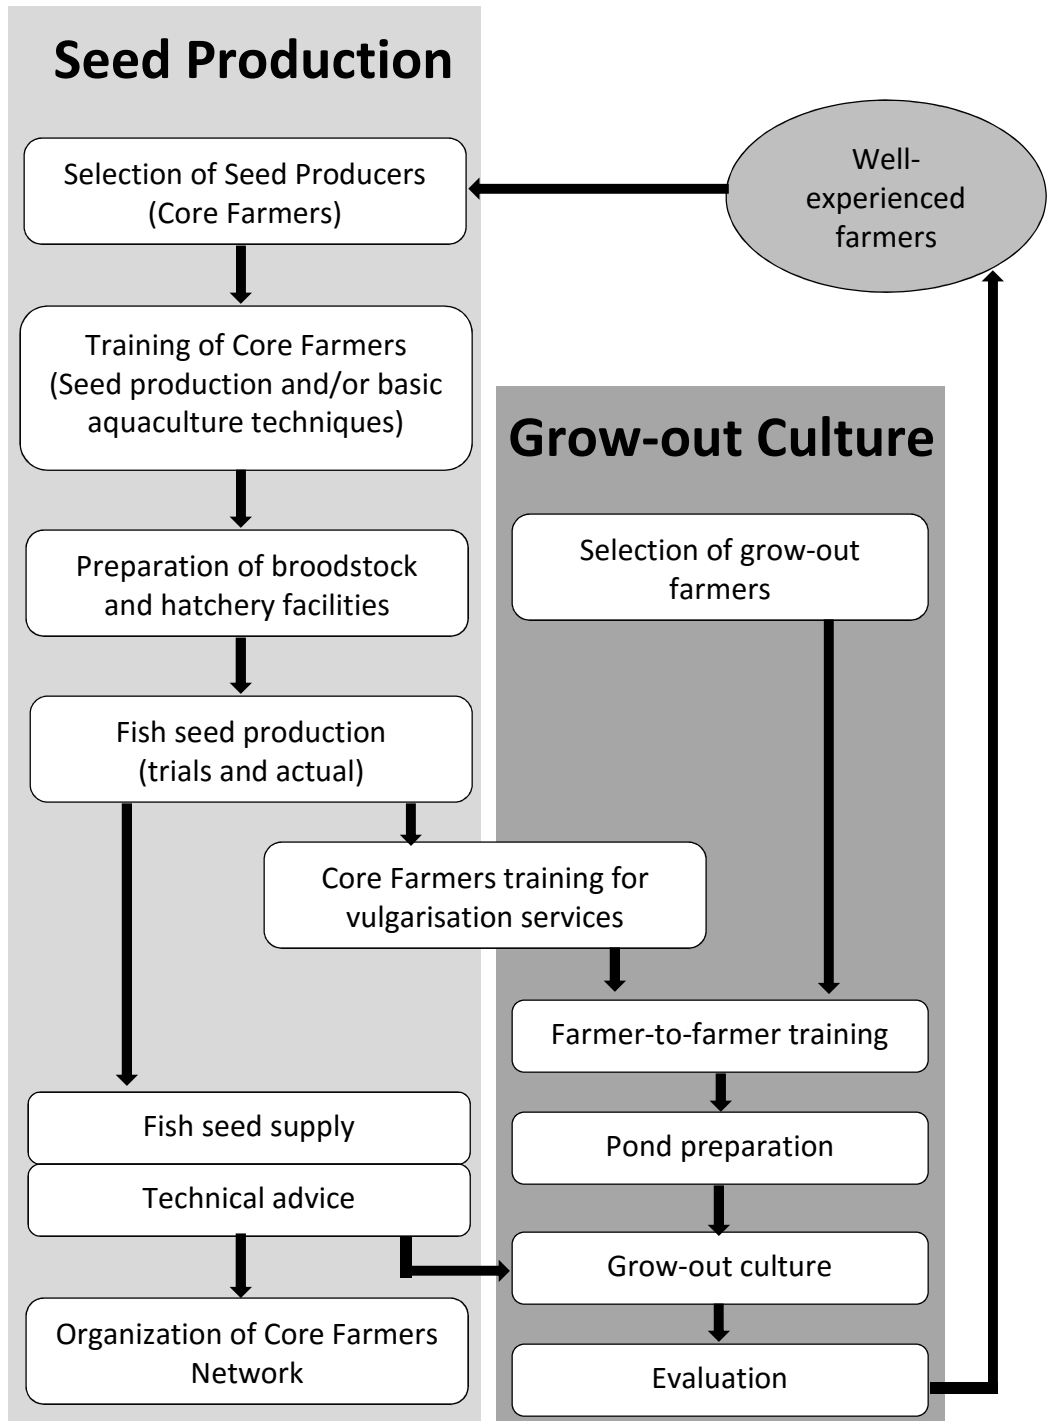 Seed Production
Selection of Seed Producers
(Core Farmers)
Well-
experienced
farmers
Training of Core Farmers
(Seed production and/or basic
aquaculture techniques)
Grow-out Culture
Preparation of broodstock
and hatchery facilities
Selection of grow-out
farmers
Fish seed production
(trials and actual)
Core Farmers training for
vulgarisation services
Farmer-to-farmer training
Fish seed supply
Pond preparation
Technical advice
Grow-out culture
Organization of Core Farmers
Network
Evaluation